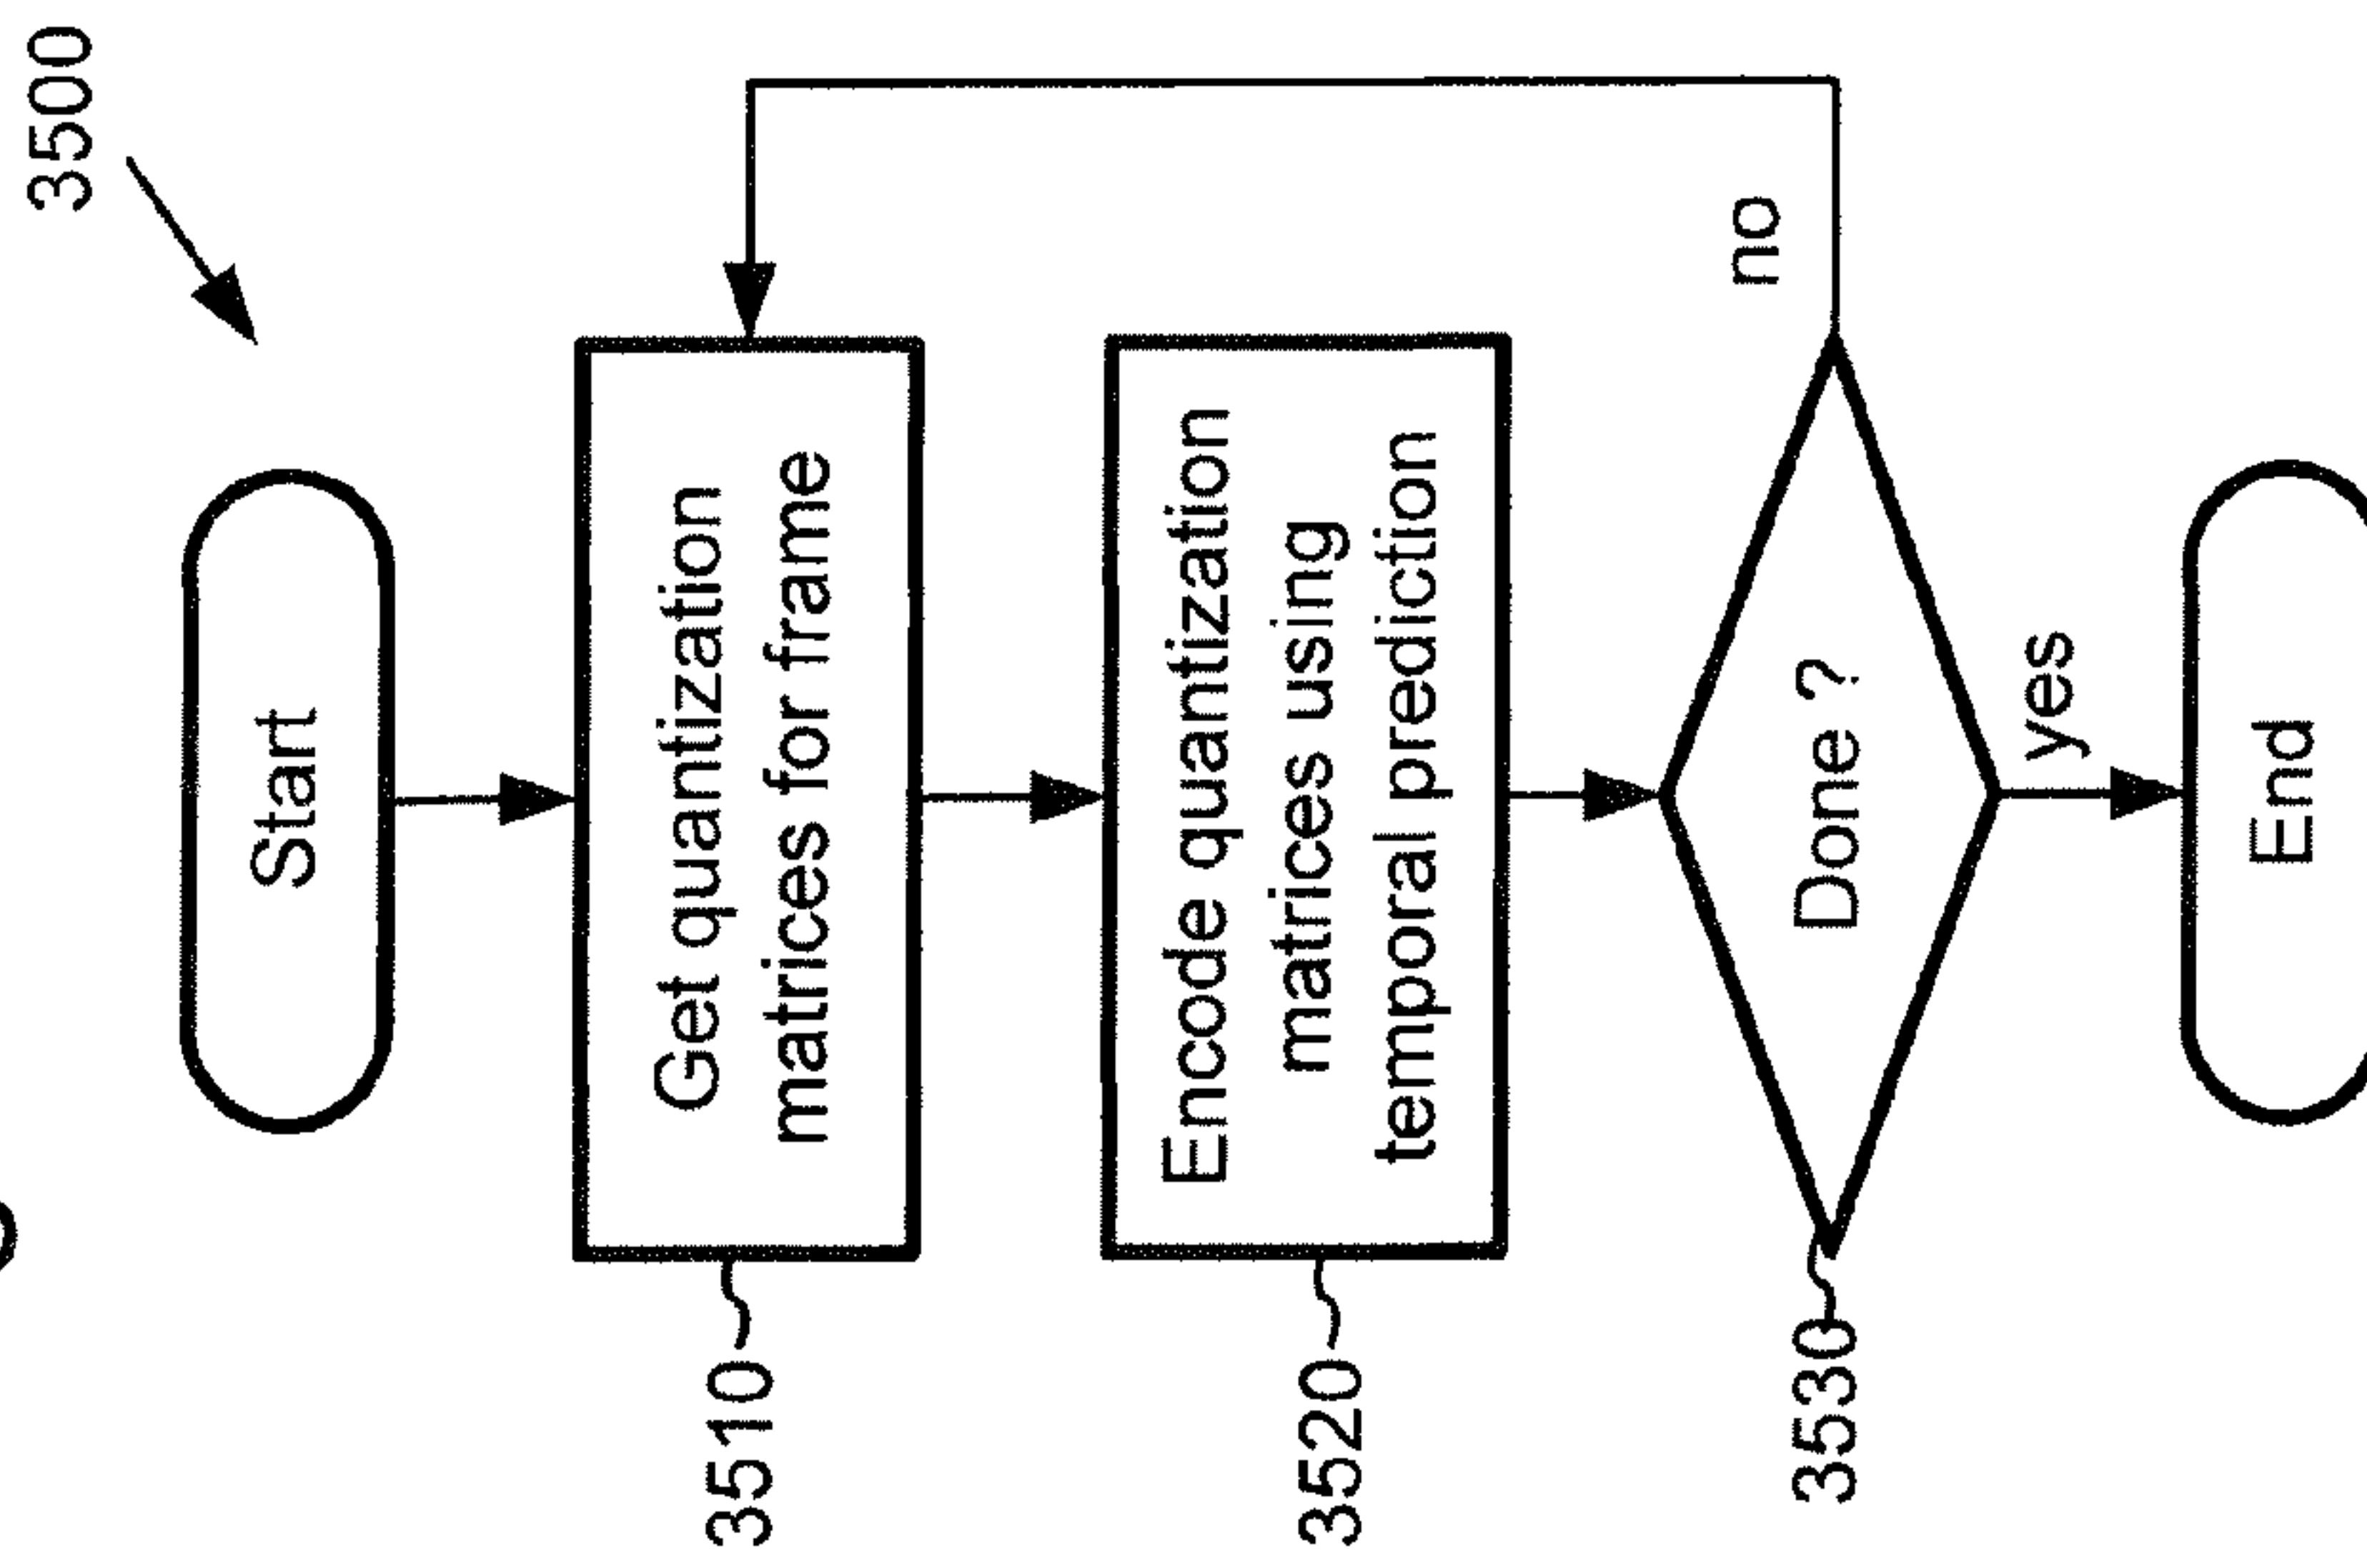 3500
Start
Get quantization
matrices for frame
3510
Encode quantization
matrices using
temporal prediction
3520
Done ?
3530
no
yes
End